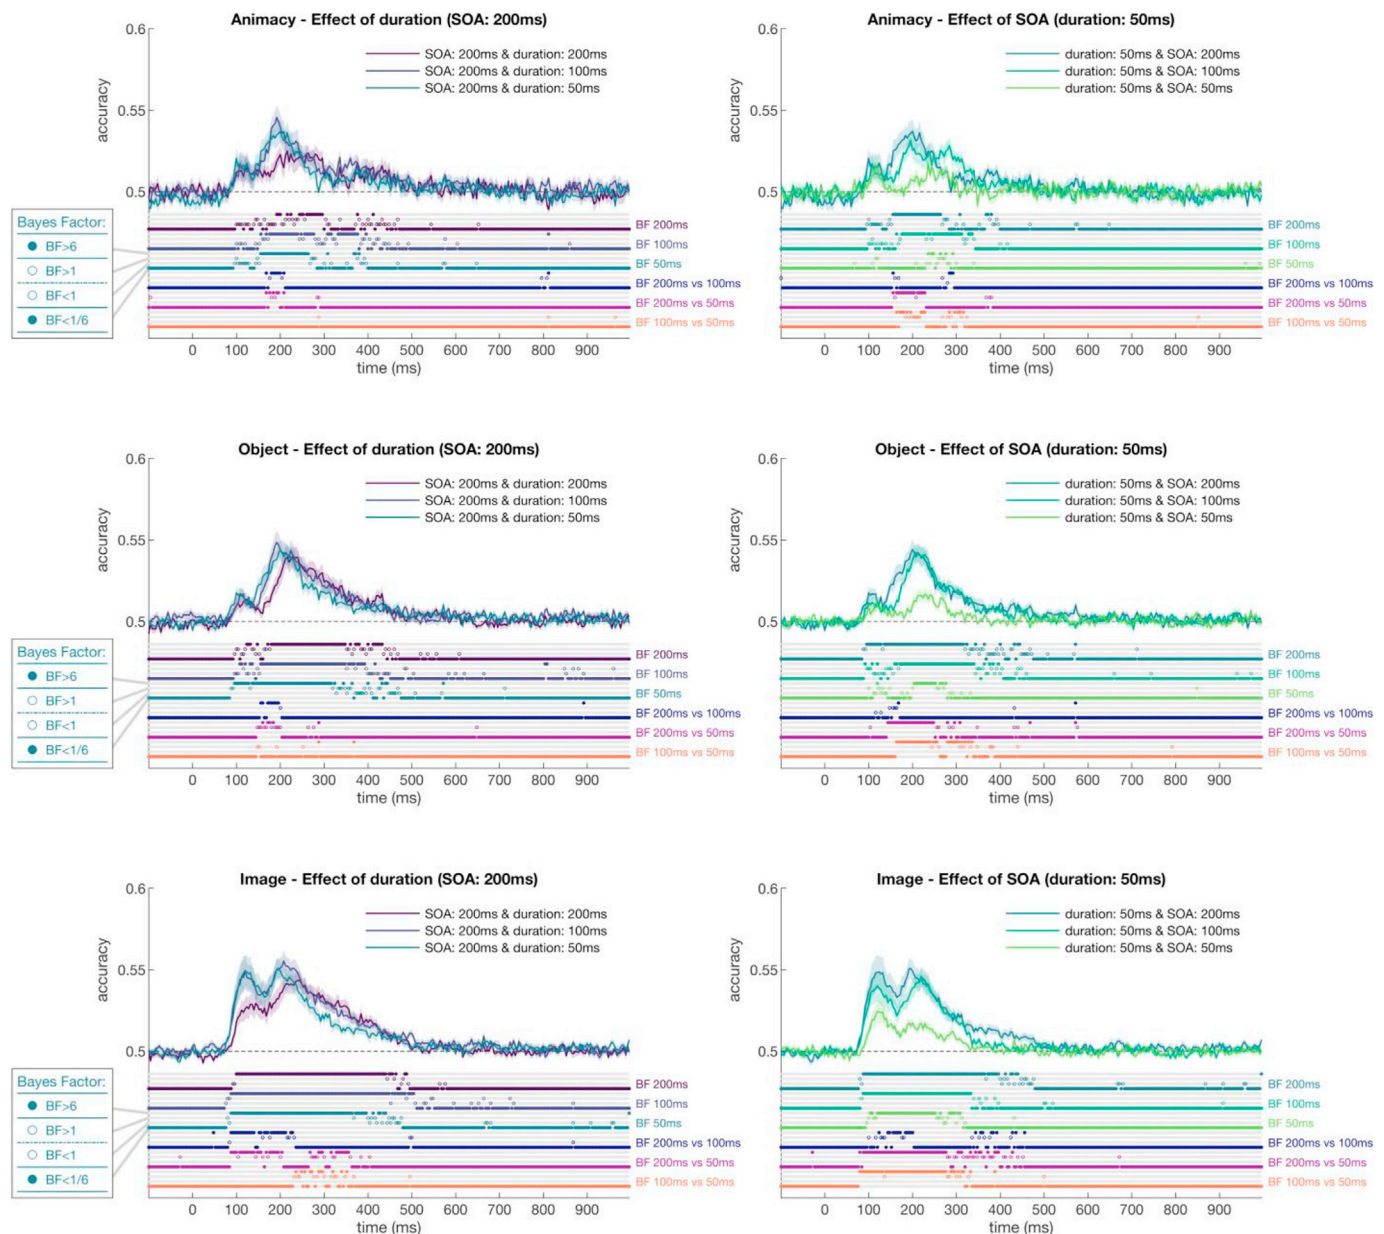 Animacy - Effect of duration (SOA: 200ms)
0.6
SOA: 200ms & duration: 200ms
SOA: 200ms & duration: 100ms
SOA: 200ms & duration: 50ms
accuracy
0.55
0.5
Bayes Factor:
BF>6
BF>1
BF<1
BF<1/6
BF 200ms
BF 100ms
BF 50ms
BF 200ms vs 100ms
BF 200ms vs 50ms
BF 100ms vs 50ms
0 100 200 300 400 500 600 700 800 900
time (ms)
Animacy - Effect of SOA (duration: 50ms)
0.6
duration: 50ms & SOA: 200ms
duration: 50ms & SOA: 100ms
duration: 50ms & SOA: 50ms
accuracy
0.55
0.5
BF 200ms
BF 100ms
BF 50ms
BF 200ms vs 100ms
BF 200ms vs 50ms
BF 100ms vs 50ms
0 100 200 300 400 500 600 700 800 900
time (ms)
Object - Effect of duration (SOA: 200ms)
0.6
SOA: 200ms & duration: 200ms
SOA: 200ms & duration: 100ms
SOA: 200ms & duration: 50ms
accuracy
0.55
0.5
Bayes Factor:
BF>6
BF>1
BF<1
BF<1/6
BF 200ms
BF 100ms
BF 50ms
BF 200ms vs 100ms
BF 200ms vs 50ms
BF 100ms vs 50ms
0 100 200 300 400 500 600 700 800 900
time (ms)
Object - Effect of SOA (duration: 50ms)
0.6
duration: 50ms & SOA: 200ms
duration: 50ms & SOA: 100ms
duration: 50ms & SOA: 50ms
accuracy
0.55
0.5
BF 200ms
BF 100ms
BF 50ms
BF 200ms vs 100ms
BF 200ms vs 50ms
BF 100ms vs 50ms
0 100 200 300 400 500 600 700 800 900
time (ms)
Image - Effect of duration (SOA: 200ms)
0.6
SOA: 200ms & duration: 200ms
SOA: 200ms & duration: 100ms
SOA: 200ms & duration: 50ms
accuracy
0.55
0.5
Bayes Factor:
BF>6
BF>1
BF<1
BF<1/6
BF 200ms
BF 100ms
BF 50ms
BF 200ms vs 100ms
BF 200ms vs 50ms
BF 100ms vs 50ms
0 100 200 300 400 500 600 700 800 900
time (ms)
Image - Effect of SOA (duration: 50ms)
0.6
duration: 50ms & SOA: 200ms
duration: 50ms & SOA: 100ms
duration: 50ms & SOA: 50ms
accuracy
0.55
0.5
BF 200ms
BF 100ms
BF 50ms
BF 200ms vs 100ms
BF 200ms vs 50ms
BF 100ms vs 50ms
0 100 200 300 400 500 600 700 800 900
time (ms)